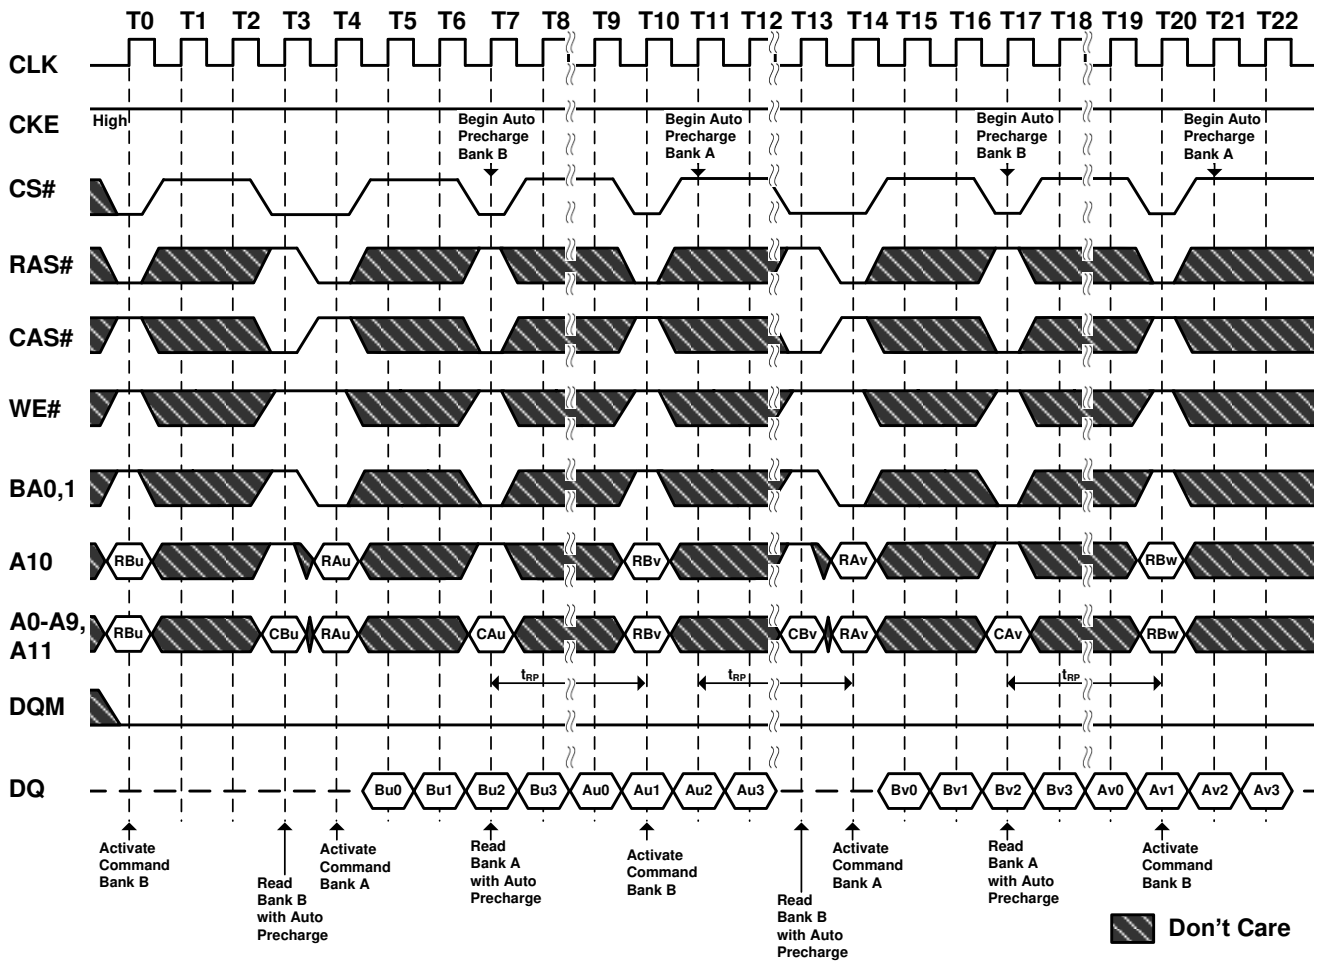 T0 T1 T2 T3 T4 T5 T6 T7 T8 T9 T10 T11 T12 T13 T14 T15 T16 T17 T18 T19 T20 T21 T22
CLK
CKE
High
Begin Auto
Precharge
Bank B
Begin Auto
Precharge
Bank A
Begin Auto
Precharge
Bank B
Begin Auto
Precharge
Bank A
CS#
RAS#
CAS#
WE#
BA0,1
A10
RBu RAu RBv RAv RBw
A0-A9,
A11
RBu CBu RAu CAu RBv CBv RAv CAv RBw
tRP tRP tRP
DQM
DQ
Bu0 Bu1 Bu2 Bu3 Au0 Au1 Au2 Au3 Bv0 Bv1 Bv2 Bv3 Av0 Av1 Av2 Av3
Activate
Command
Bank B
Read
Bank B
with Auto
Precharge
Activate
Command
Bank A
Read
Bank A
with Auto
Precharge
Activate
Command
Bank B
Read
Bank B
with Auto
Precharge
Activate
Command
Bank A
Read
Bank A
with Auto
Precharge
Activate
Command
Bank B
Don't Care